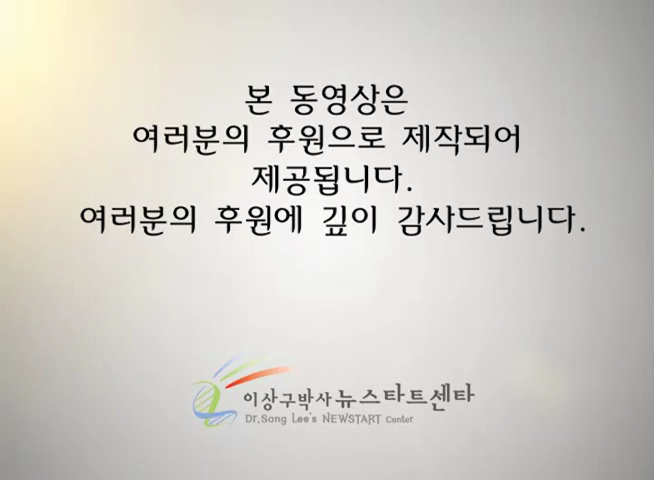 본 동영상은
여러분의 후원으로 제작되어
제공됩니다.
여러분의 후원에 깊이 감사드립니다.
이상구박사 뉴스타트센타
Dr.Sang Lee's NEWSTART Center